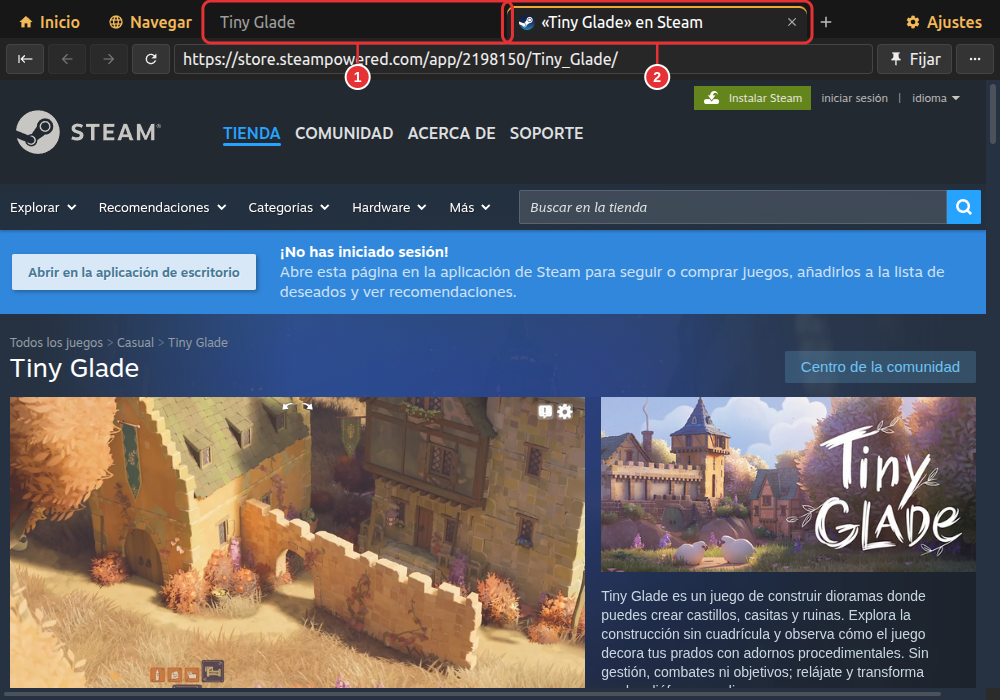 Inicio
Navegar
Tiny Glade
«Tiny Glade» en Steam
Ajustes
https://store.steampowered.com/app/2198150/Tiny_Glade/
Fijar
1
2
Instalar Steam
iniciar sesión | idioma
STEAM®
TIENDA COMUNIDAD ACERCA DE SOPORTE
Explorar Recomendaciones Categorías Hardware Más
Buscar en la tienda
Abrir en la aplicación de escritorio
¡No has iniciado sesión!
Abre esta página en la aplicación de Steam para seguir o comprar juegos, añadirlos a la lista de
deseados y ver recomendaciones.
Todos los juegos > Casual > Tiny Glade
Tiny Glade
Centro de la comunidad
Tiny
GLADE
Tiny Glade es un juego de construir dioramas donde
puedes crear castillos, casitas y ruinas. Explora la
construcción sin cuadrícula y observa cómo el juego
decora tus prados con adornos procedimentales. Sin
gestión, combates ni objetivos; relájate y transforma